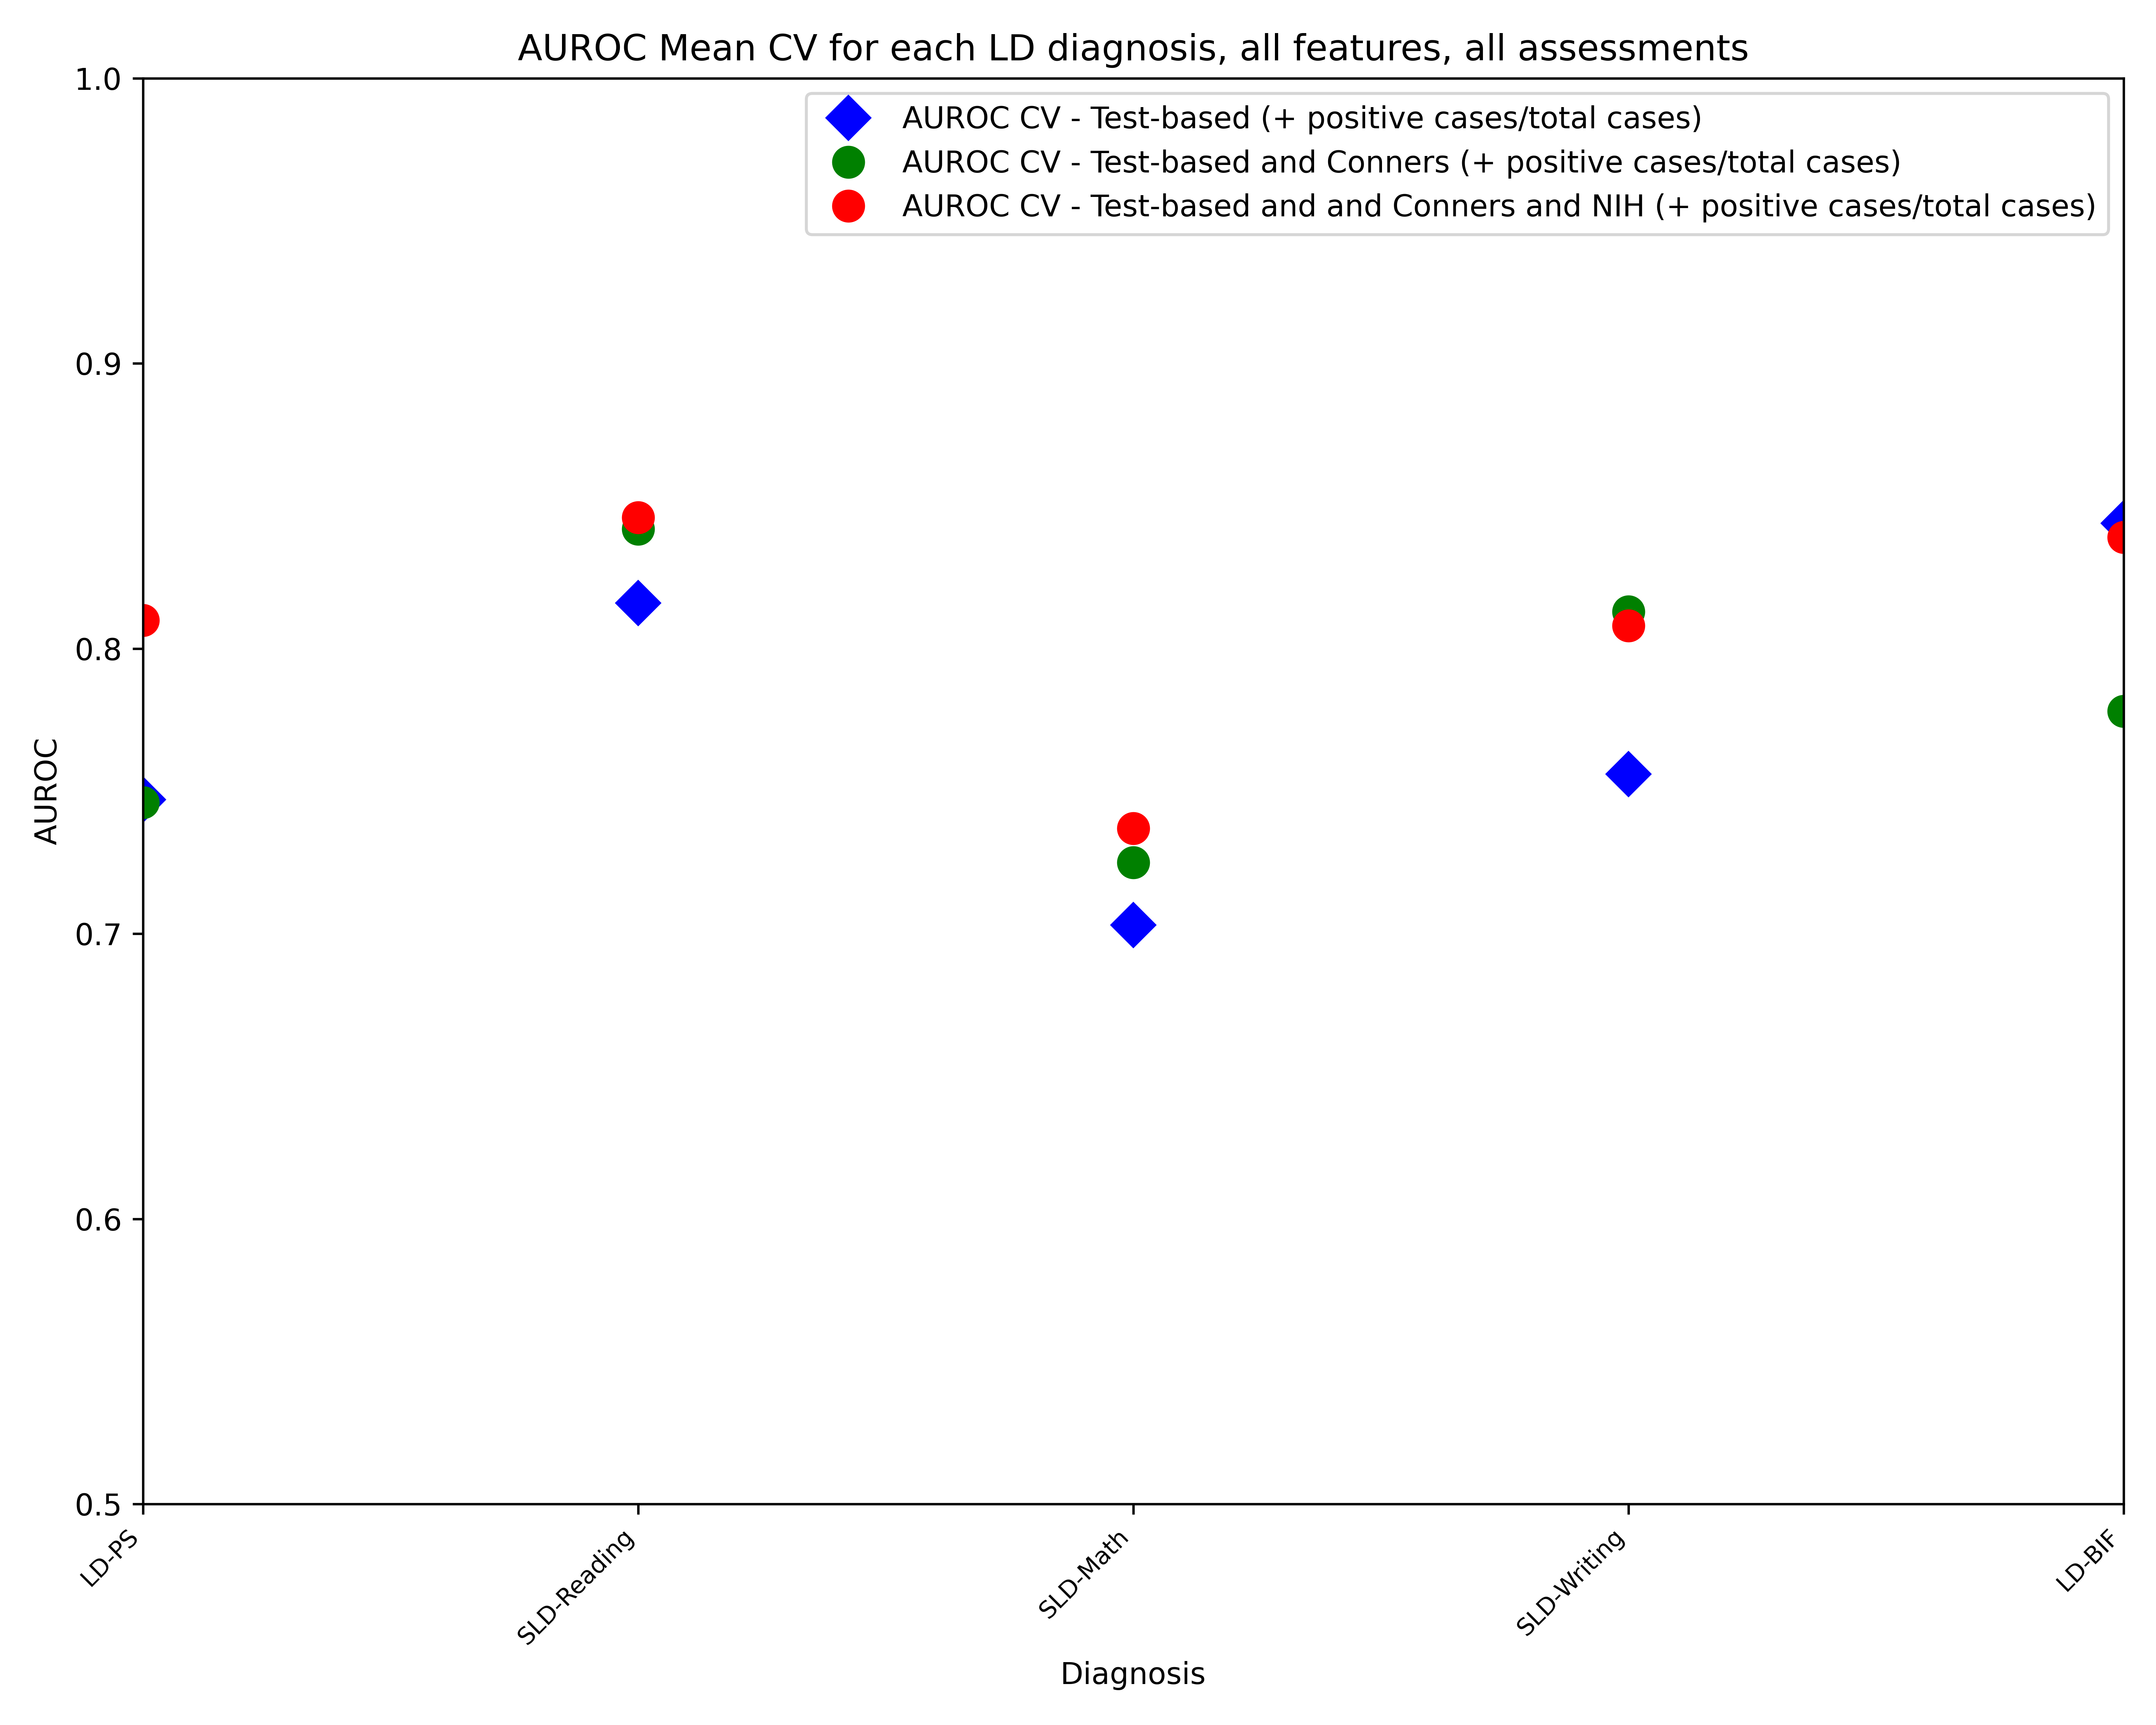 AUROC Mean CV for each LD diagnosis, all features, all assessments
AUROC CV - Test-based (+ positive cases/total cases)
AUROC CV - Test-based and Conners (+ positive cases/total cases)
AUROC CV - Test-based and and Conners and NIH (+ positive cases/total cases)
1.0
0.9
0.8
0.7
0.6
0.5
AUROC
LD-PS
SLD-Reading
SLD-Math
SLD-Writing
LD-BIF
Diagnosis